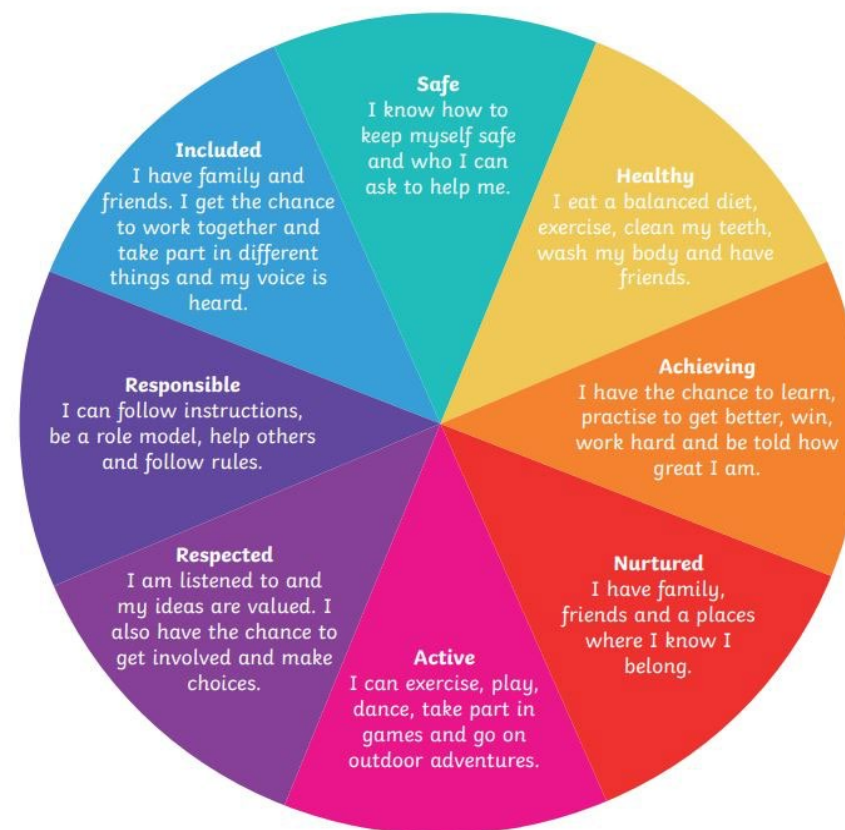 Safe
I know how to
keep myself safe
and who I can
ask to help me.
Healthy
I eat a balanced diet,
exercise, clean my teeth,
wash my body and have
friends.
Achieving
I have the chance to learn,
practise to get better, win,
work hard and be told how
great I am.
Nurtured
I have family,
friends and a places
where I know I
belong.
Active
I can exercise, play,
dance, take part in
games and go on
outdoor adventures.
Respected
I am listened to and
my ideas are valued. I
also have the chance to
get involved and make
choices.
Responsible
I can follow instructions,
be a role model, help others
and follow rules.
Included
I have family and
friends. I get the chance
to work together and
take part in different
things and my voice is
heard.